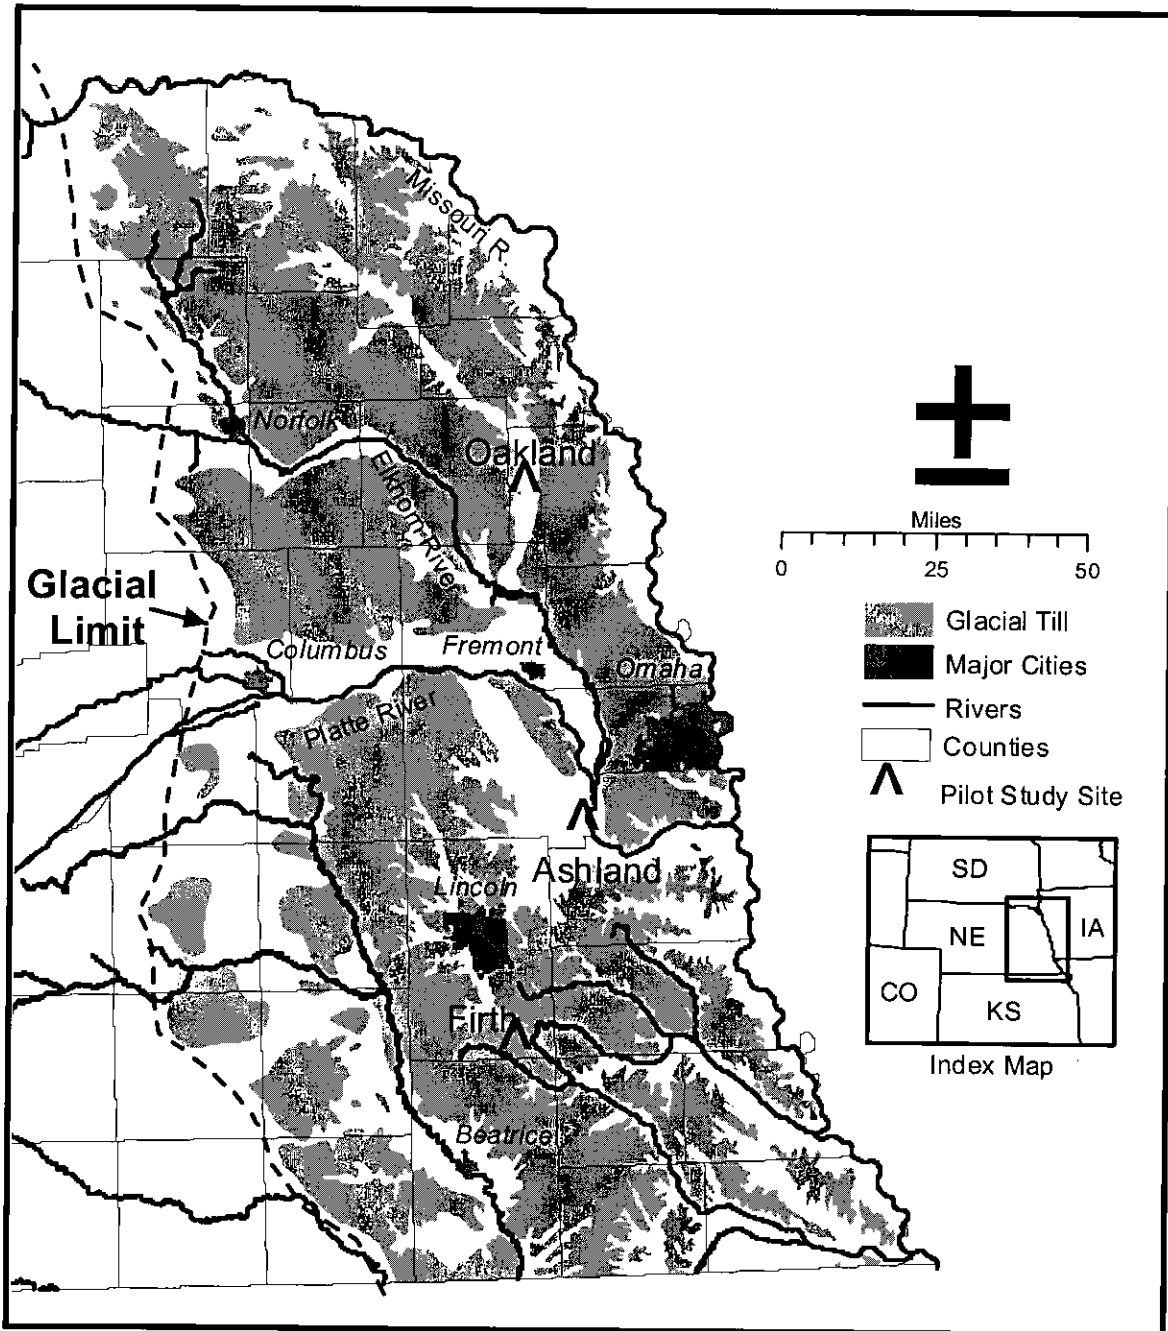 Missouri R.
Norfolk
Oakland
Elkhorn River
Glacial
Limit
Columbus
Fremont
Omaha
Platte River
Ashland
Lincoln
Firth
Beatrice
Miles
0 25 50
Glacial Till
Major Cities
Rivers
Counties
Pilot Study Site
SD
NE
IA
CO
KS
Index Map